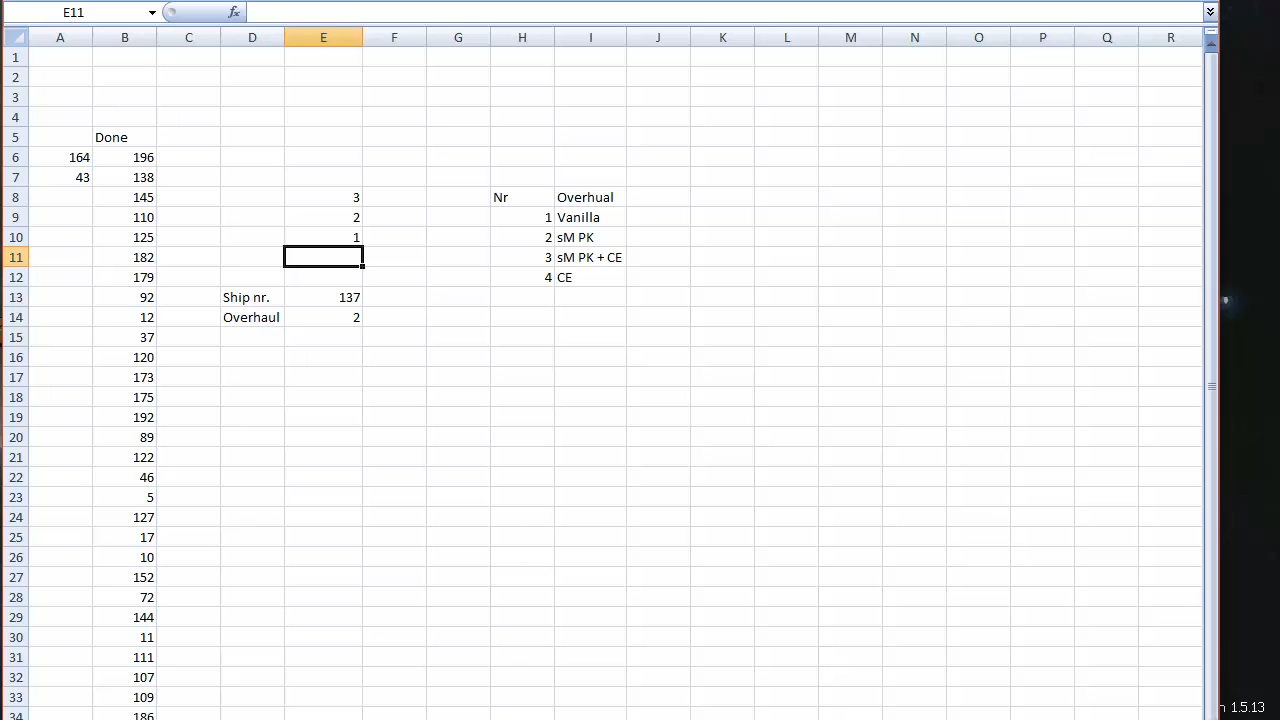 E11 fx
A B C D E F G H I J K L M N O P Q R
1
2
3
4
5 Done
6 164 196
7 43 138
8 145 3 Nr Overhual
9 110 2 1 Vanilla
10 125 1 2 sM PK
11 182 3 sM PK + CE
12 179 4 CE
13 92 Ship nr. 137
14 12 Overhaul 2
15 37
16 120
17 173
18 175
19 192
20 89
21 122
22 46
23 5
24 127
25 17
26 10
27 152
28 72
29 144
30 11
31 111
32 107
33 109
34 186
n 1.5.13